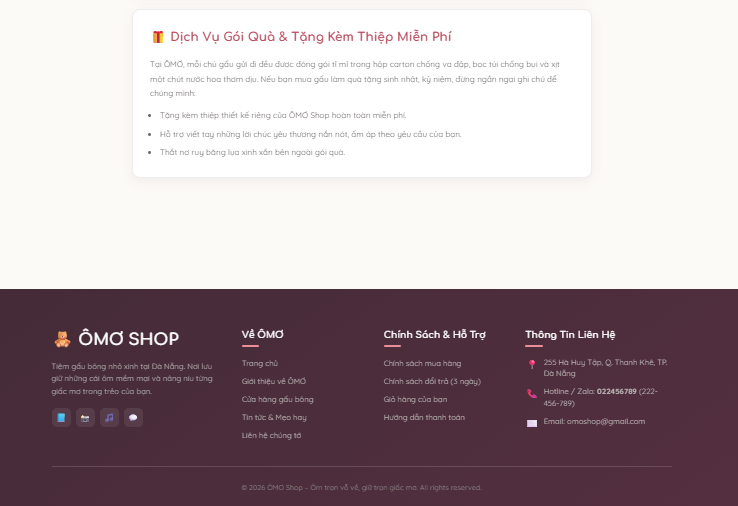 Dịch Vụ Gói Quà & Tặng Kèm Thiệp Miễn Phí
Tại ÔMƠ, mỗi chú gấu gửi đi đều được đóng gói tỉ mỉ trong hộp carton chống va đập, bọc túi chống bụi và xịt
một chút nước hoa thơm dịu. Nếu bạn mua gấu làm quà tặng sinh nhật, kỷ niệm, đừng ngần ngại ghi chú để
chúng mình:
Tặng kèm thiệp thiết kế riêng của ÔMƠ Shop hoàn toàn miễn phí.
Hỗ trợ viết tay những lời chúc yêu thương nắn nót, ấm áp theo yêu cầu của bạn.
Thắt nơ ruy băng lụa xinh xắn bên ngoài gói quà.
ÔMƠ SHOP
Tiệm gấu bông nhỏ xinh tại Đà Nẵng. Nơi lưu
giữ những cái ôm mềm mại và nâng niu từng
giấc mơ trong trẻo của bạn.
Về ÔMƠ
Trang chủ
Giới thiệu về ÔMƠ
Cửa hàng gấu bông
Tin tức & Mẹo hay
Liên hệ chúng tớ
Chính Sách & Hỗ Trợ
Chính sách mua hàng
Chính sách đổi trả (3 ngày)
Giỏ hàng của bạn
Hướng dẫn thanh toán
Thông Tin Liên Hệ
255 Hà Huy Tập, Q. Thanh Khê, TP.
Đà Nẵng
Hotline / Zalo: 022456789 (222-
456-789)
Email: omoshop@gmail.com
© 2026 ÔMƠ Shop – Ôm trọn vỗ về, giữ trọn giấc mơ. All rights reserved.